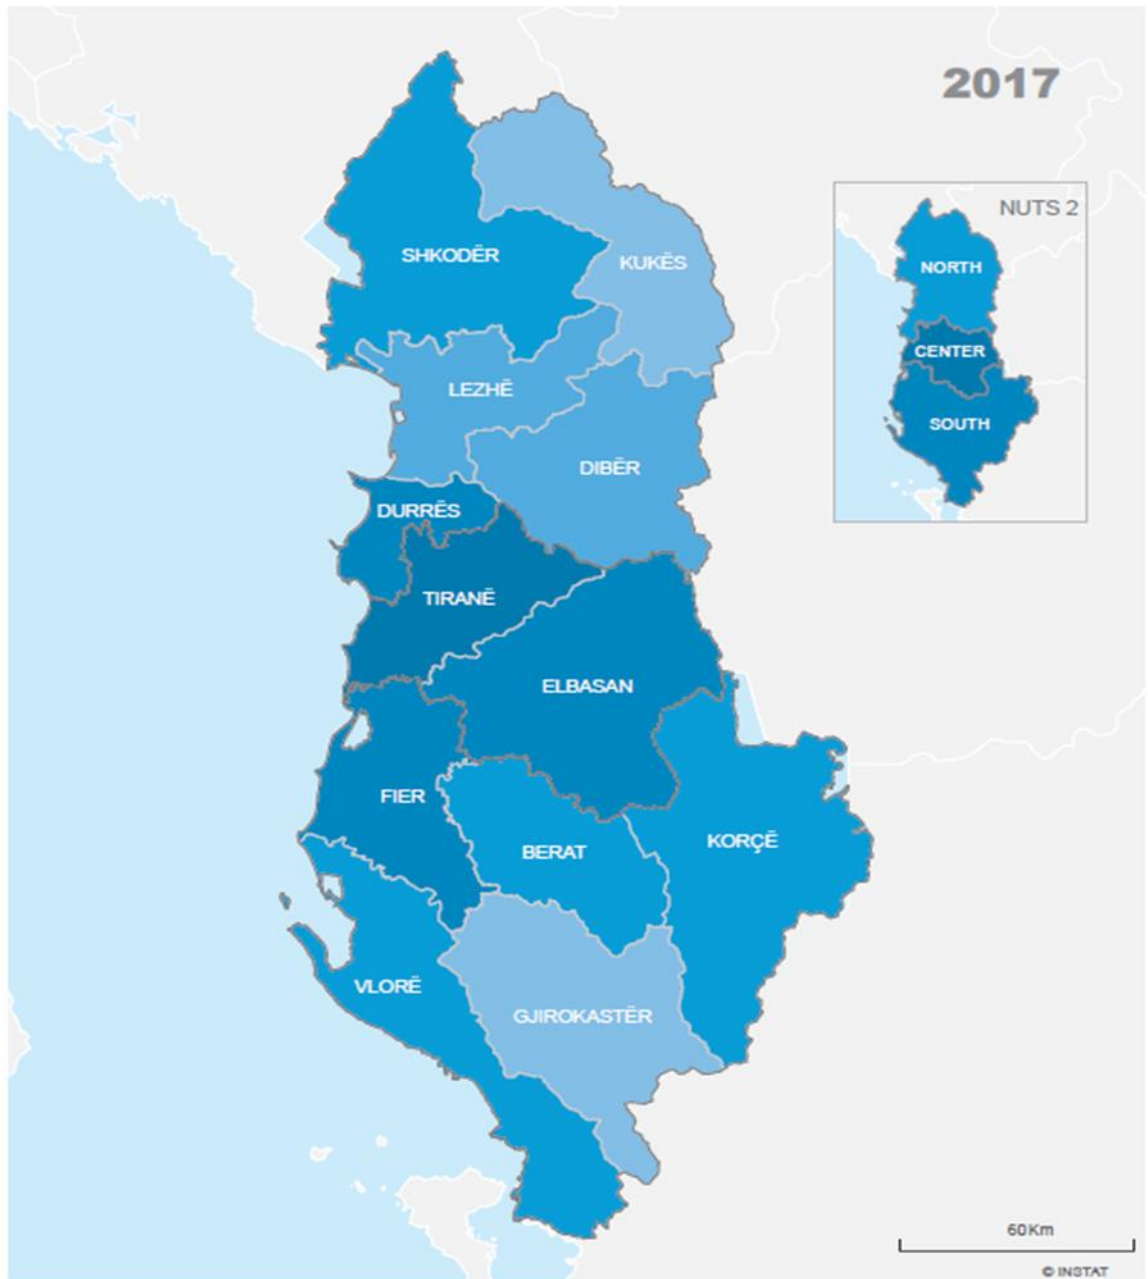 2017
NUTS 2
NORTH
CENTER
SOUTH
SHKODËR
KUKËS
LEZHË
DIBËR
DURRËS
TIRANË
ELBASAN
FIER
BERAT
KORÇË
VLORË
GJIROKASTËR
60Km
© INSTAT